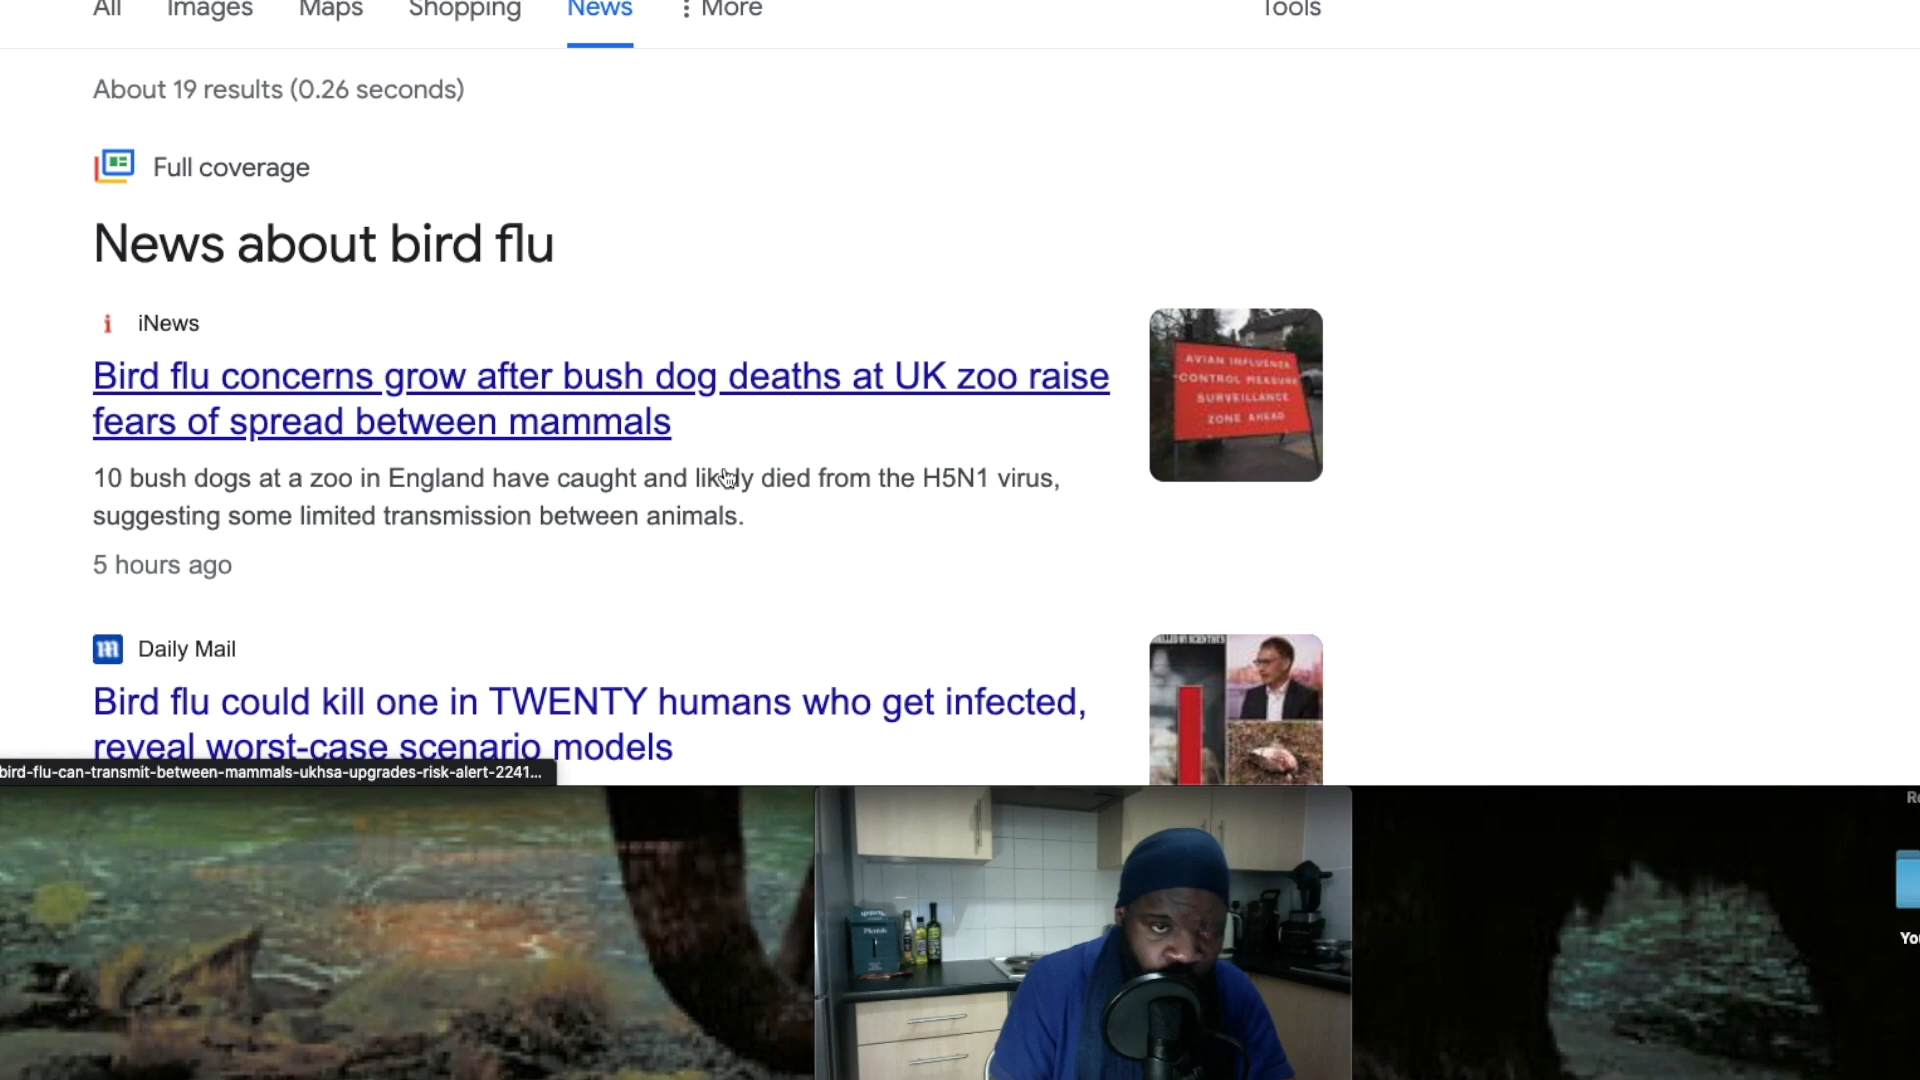 All Images Maps Shopping News More Tools
About 19 results (0.26 seconds)
Full coverage
News about bird flu
iNews
Bird flu concerns grow after bush dog deaths at UK zoo raise
fears of spread between mammals
10 bush dogs at a zoo in England have caught and likely died from the H5N1 virus,
suggesting some limited transmission between animals.
5 hours ago
AVIAN INFLUENZA
CONTROL MEASURE
SURVEILLANCE
ZONE AHEAD
Daily Mail
Bird flu could kill one in TWENTY humans who get infected,
reveal worst-case scenario models
bird-flu-can-transmit-between-mammals-ukhsa-upgrades-risk-alert-2241...
Plenish
Re
You